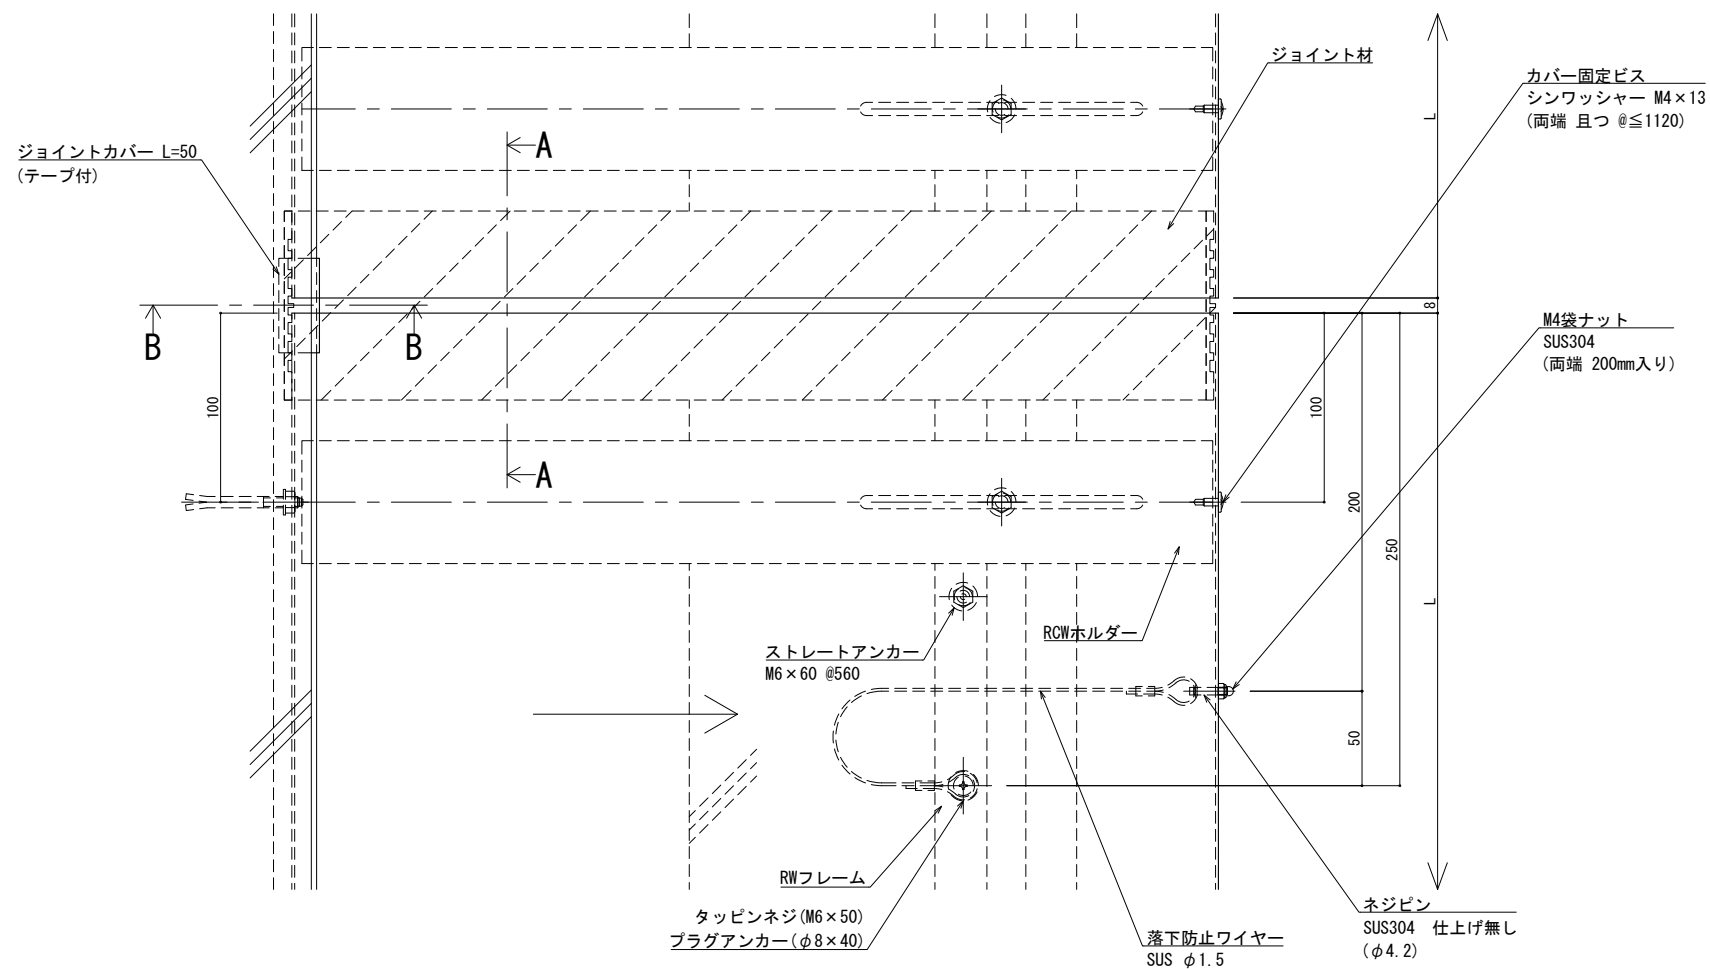 ジョイント材
カバー固定ビス
シンワッシャー M4×13
(両端 且つ @≦1120)
L
A
ジョイントカバー L=50
(テープ付)
8
B
B
M4袋ナット
SUS304
(両端 200mm入り)
100
100
A
200
250
L
RCWホルダー
ストレートアンカー
M6×60 @560
50
RWフレーム
タッピンネジ(M6×50)
プラグアンカー(φ8×40)
落下防止ワイヤー
SUS φ1.5
ネジピン
SUS304 仕上げ無し
(φ4.2)